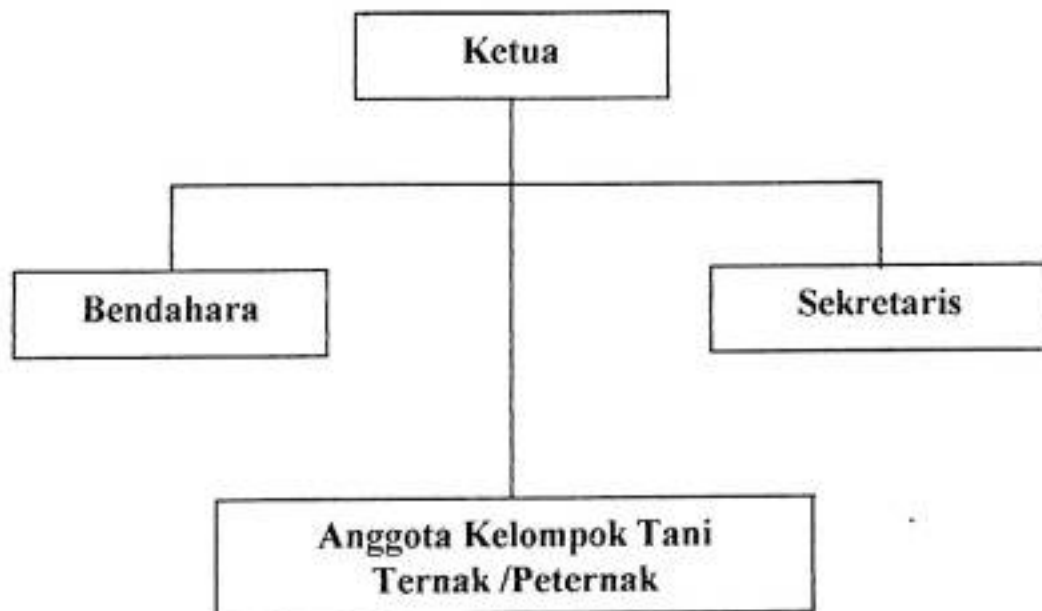 Ketua
Bendahara
Sekretaris
Anggota Kelompok Tani
Ternak /Peternak